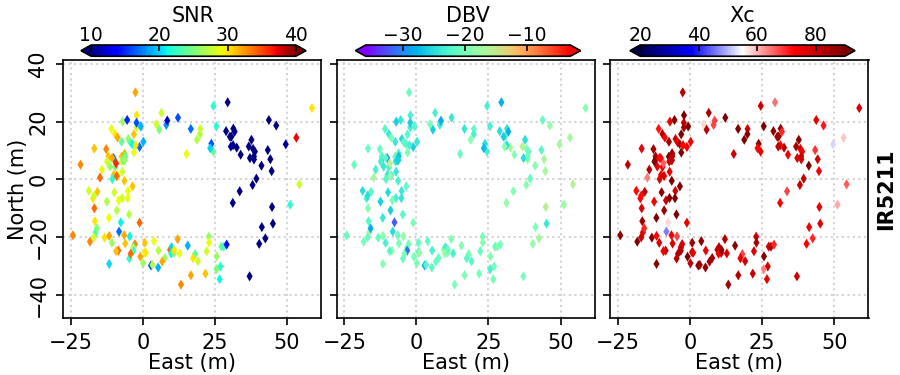 SNR DBV Xc
10 20 30 40 −30 −20 −10 20 40 60 80
40
20
0
−20
−40
North (m)
IR5211
−25 0 25 50 −25 0 25 50 −25 0 25 50
East (m) East (m) East (m)